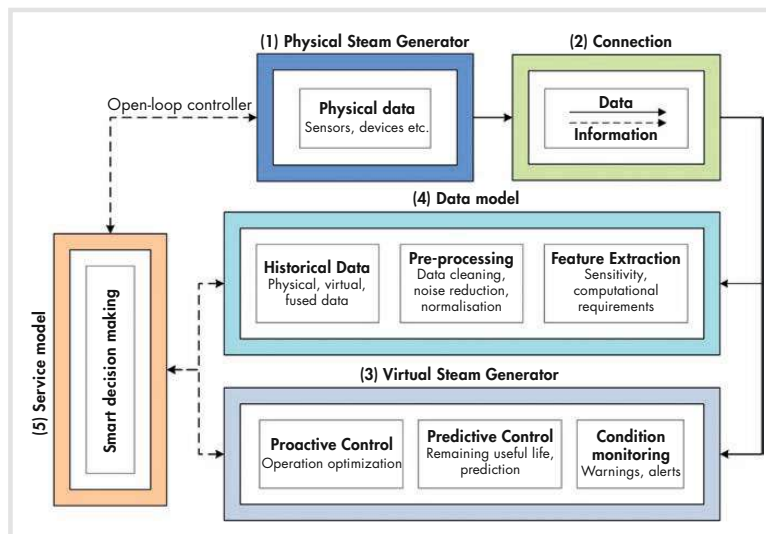 (1) Physical Steam Generator
(2) Connection
Open-loop controller
Physical data
Sensors, devices etc.
Data
Information
(4) Data model
Historical Data
Physical, virtual,
fused data
Pre-processing
Data cleaning,
noise reduction,
normalisation
Feature Extraction
Sensitivity,
computational
requirements
(5) Service model
Smart decision making
(3) Virtual Steam Generator
Proactive Control
Operation optimization
Predictive Control
Remaining useful life,
prediction
Condition
monitoring
Warnings, alerts